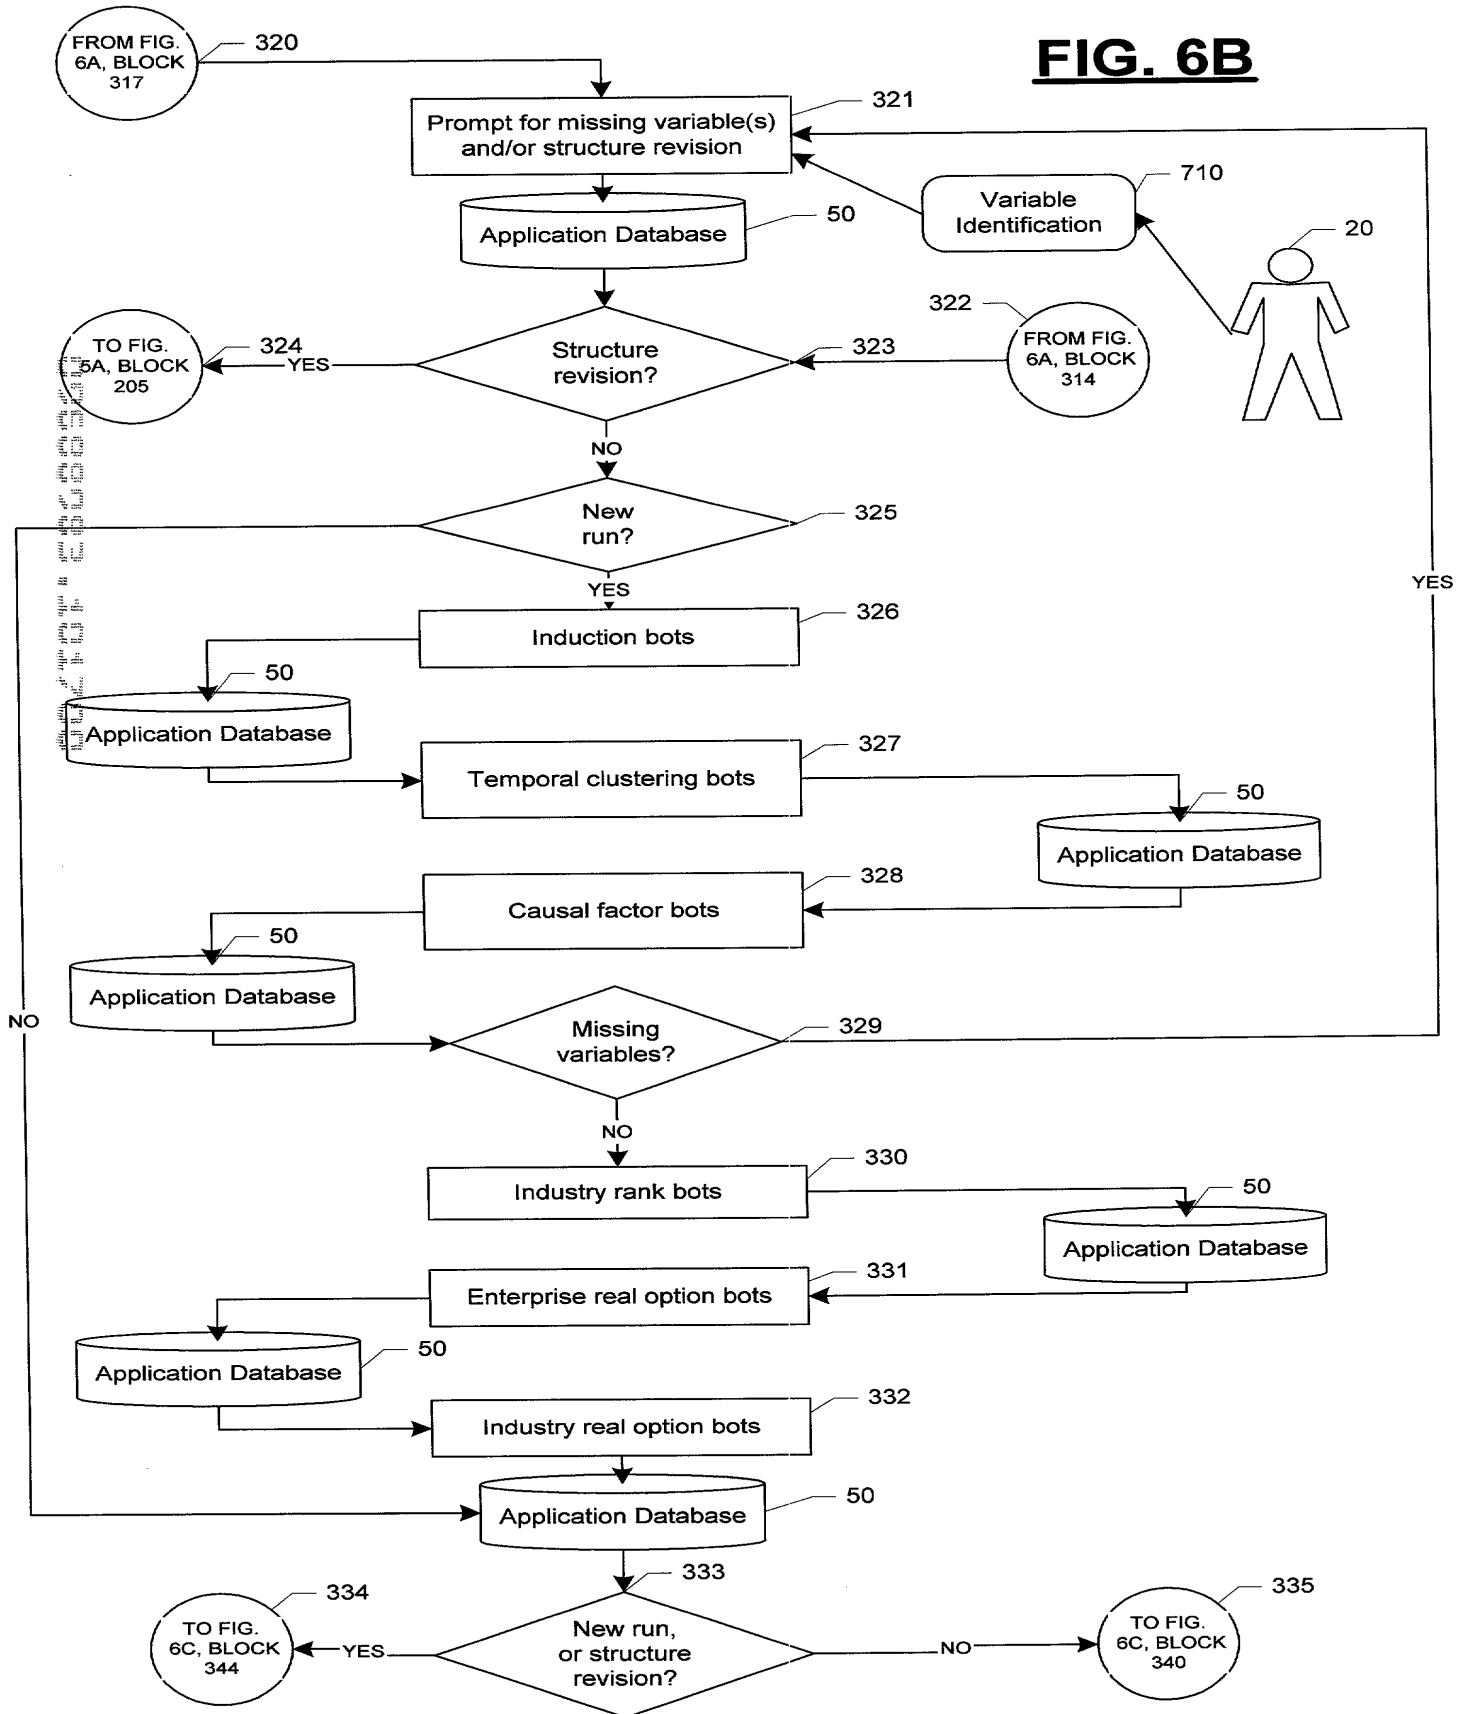 FIG. 6B
FROM FIG.
6A, BLOCK
317
320
321
Prompt for missing variable(s)
and/or structure revision
710
Variable
Identification
50
Application Database
20
322
TO FIG.
5A, BLOCK
205
324
YES
Structure
revision?
323
FROM FIG.
6A, BLOCK
314
NO
New
run?
325
YES
YES
326
Induction bots
50
Application Database
327
Temporal clustering bots
50
Application Database
328
Causal factor bots
50
Application Database
NO
Missing
variables?
329
NO
330
Industry rank bots
50
Application Database
331
Enterprise real option bots
50
Application Database
332
Industry real option bots
50
Application Database
333
334
335
TO FIG.
6C, BLOCK
344
YES
New run,
or structure
revision?
NO
TO FIG.
6C, BLOCK
340